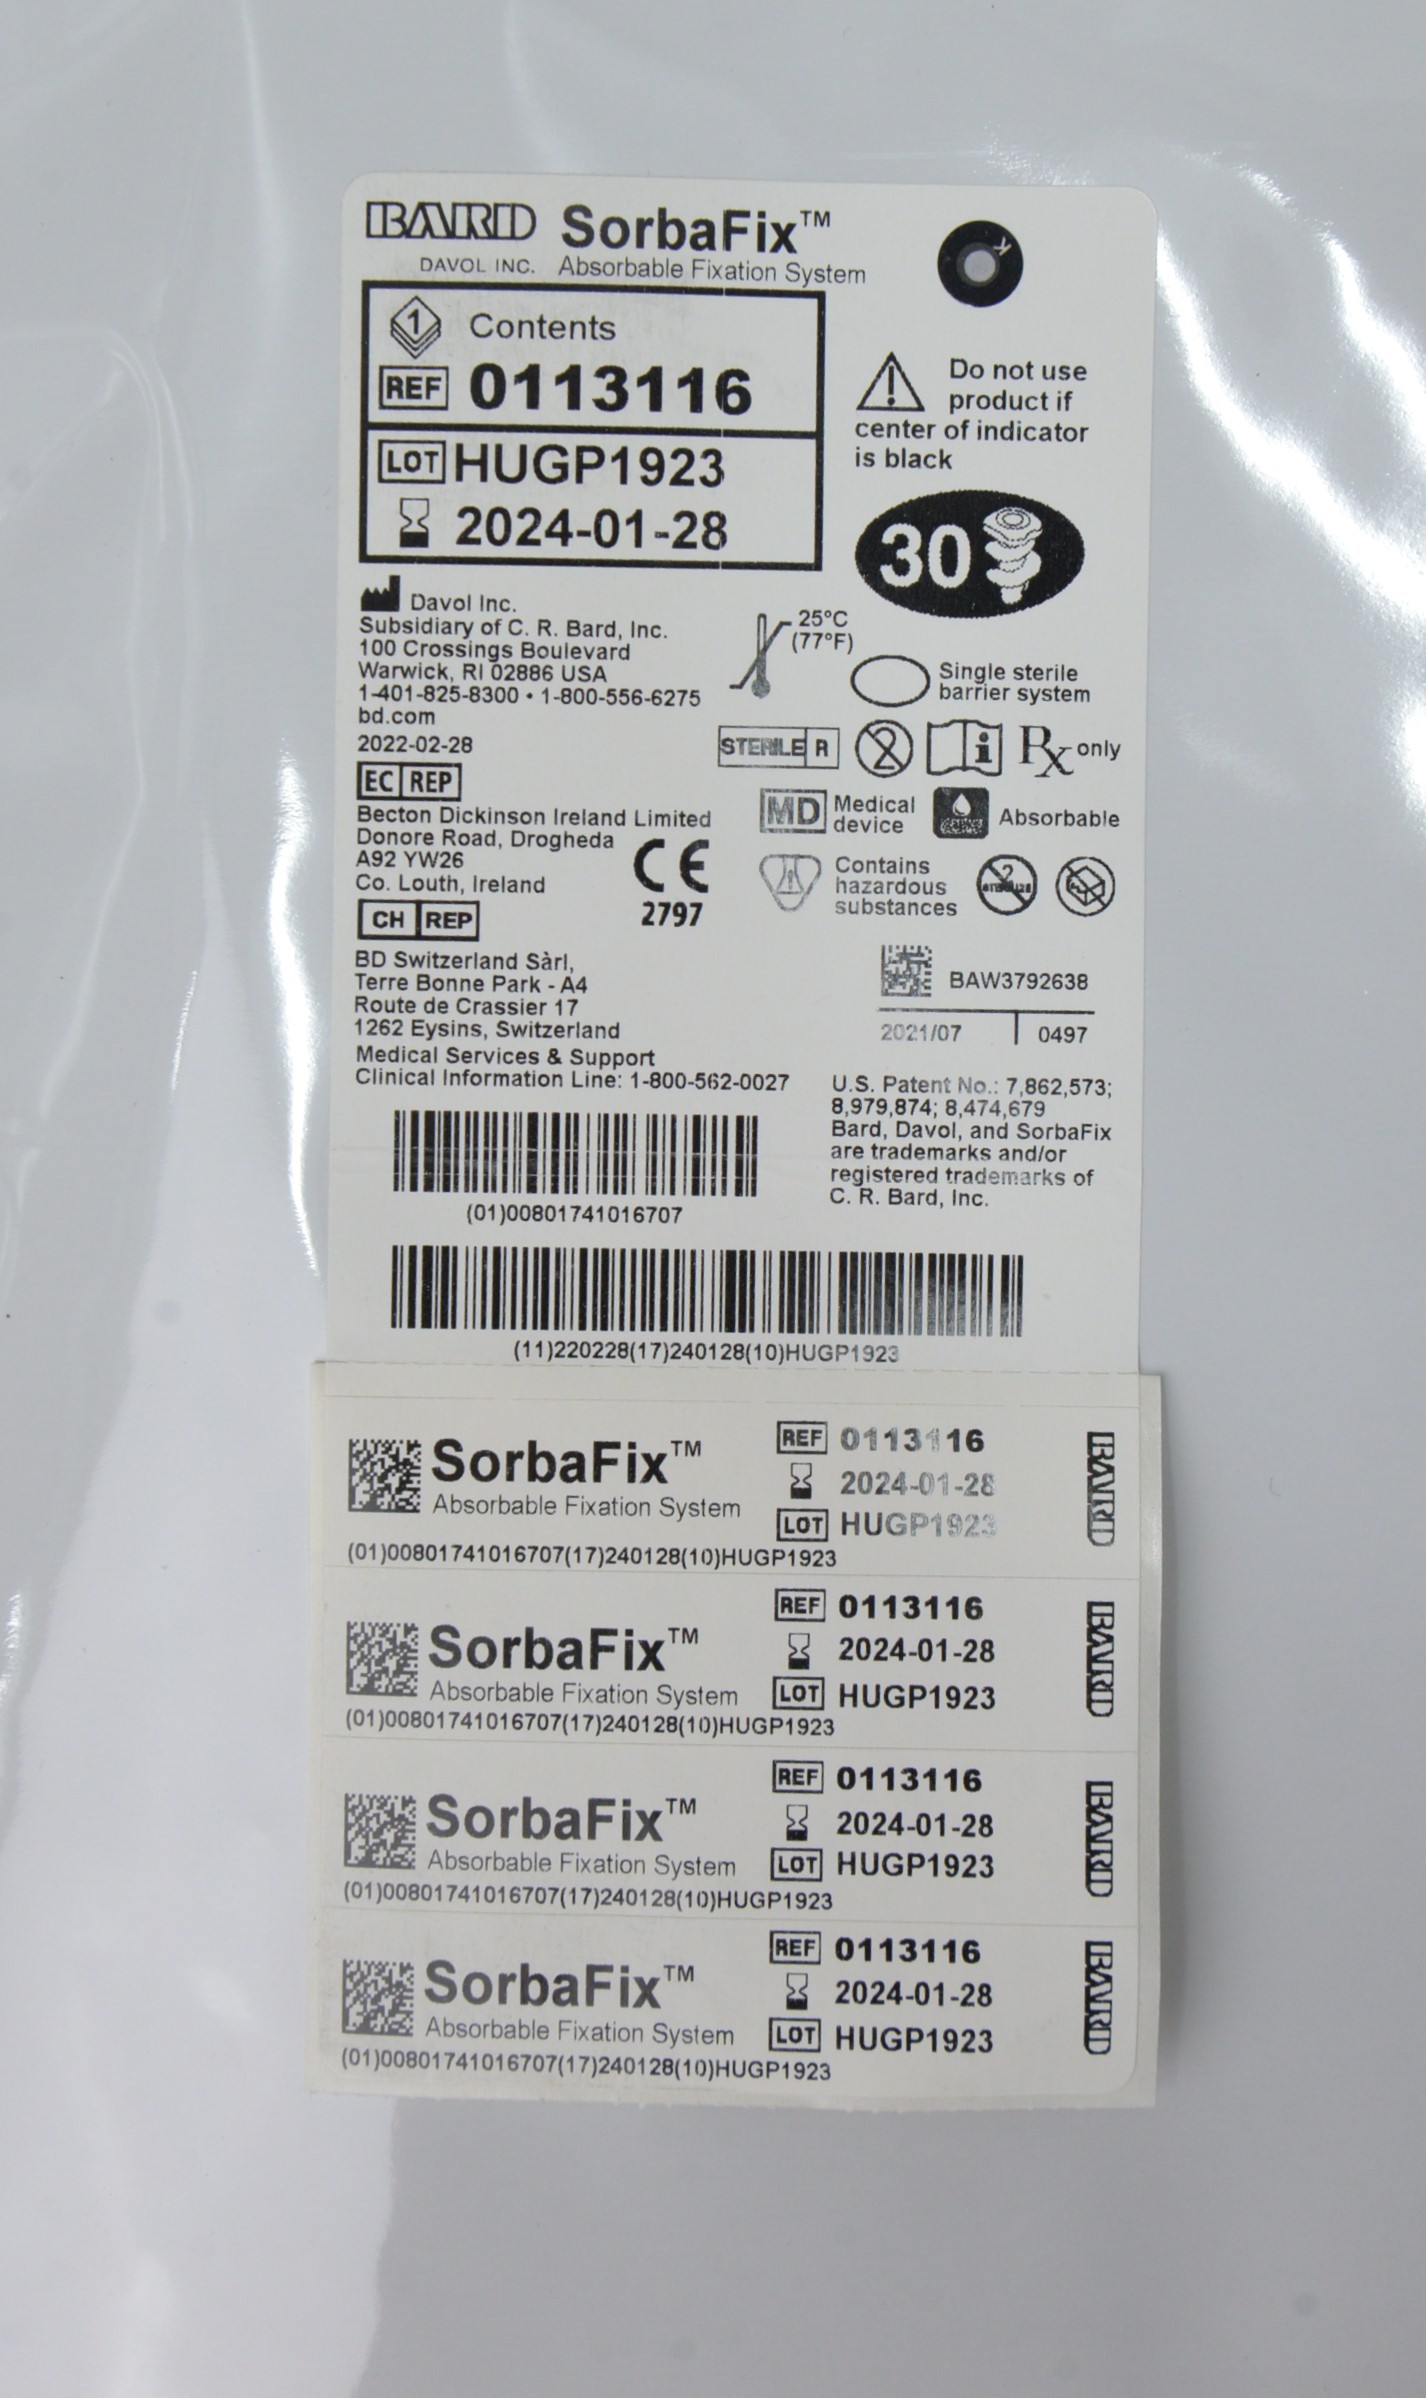 BARD SorbaFix™
DAVOL INC. Absorbable Fixation System
1 Contents
REF 0113116
LOT HUGP1923
2024-01-28
Do not use
product if
center of indicator
is black
30
Davol Inc.
Subsidiary of C. R. Bard, Inc.
100 Crossings Boulevard
Warwick, RI 02886 USA
1-401-825-8300 • 1-800-556-6275
bd.com
2022-02-28
25°C
(77°F)
Single sterile
barrier system
STERILE R
2
i
Rx only
EC REP
Becton Dickinson Ireland Limited
Donore Road, Drogheda
A92 YW26
Co. Louth, Ireland
CE
2797
MD Medical
device
Absorbable
Contains
hazardous
substances
2
CH REP
BD Switzerland Sàrl,
Terre Bonne Park - A4
Route de Crassier 17
1262 Eysins, Switzerland
Medical Services & Support
Clinical Information Line: 1-800-562-0027
BAW3792638
2021/07 0497
U.S. Patent No.: 7,862,573;
8,979,874; 8,474,679
Bard, Davol, and SorbaFix
are trademarks and/or
registered trademarks of
C. R. Bard, Inc.
(01)00801741016707
(11)220228(17)240128(10)HUGP1923
SorbaFix™
Absorbable Fixation System
REF 0113116
2024-01-28
LOT HUGP1923
BARD
(01)00801741016707(17)240128(10)HUGP1923
SorbaFix™
Absorbable Fixation System
REF 0113116
2024-01-28
LOT HUGP1923
BARD
(01)00801741016707(17)240128(10)HUGP1923
SorbaFix™
Absorbable Fixation System
REF 0113116
2024-01-28
LOT HUGP1923
BARD
(01)00801741016707(17)240128(10)HUGP1923
SorbaFix™
Absorbable Fixation System
REF 0113116
2024-01-28
LOT HUGP1923
BARD
(01)00801741016707(17)240128(10)HUGP1923